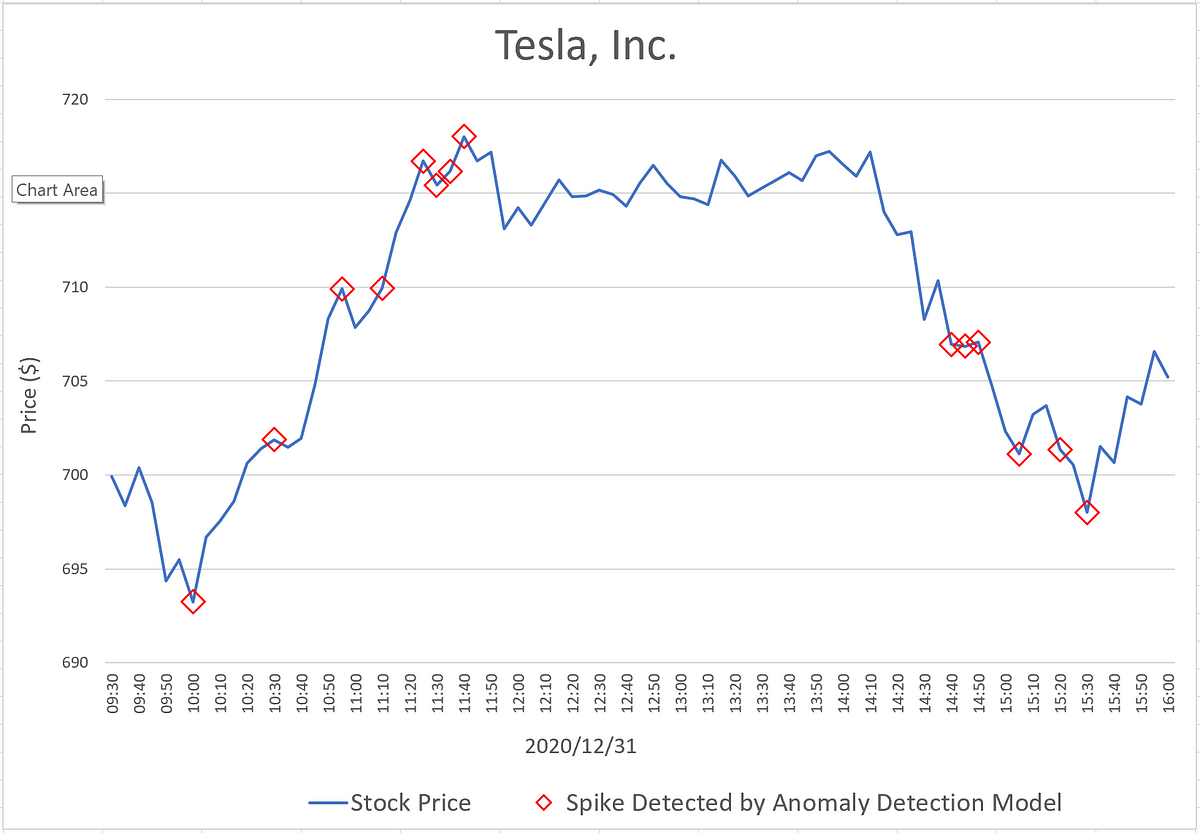 Tesla, Inc.
720
Chart Area
710
705
700
695
690
Price ($)
09:30 09:40 09:50 10:00 10:10 10:20 10:30 10:40 10:50 11:00 11:10 11:20 11:30 11:40 11:50 12:00 12:10 12:20 12:30 12:40 12:50 13:00 13:10 13:20 13:30 13:40 13:50 14:00 14:10 14:20 14:30 14:40 14:50 15:00 15:10 15:20 15:30 15:40 15:50 16:00
2020/12/31
Stock Price Spike Detected by Anomaly Detection Model